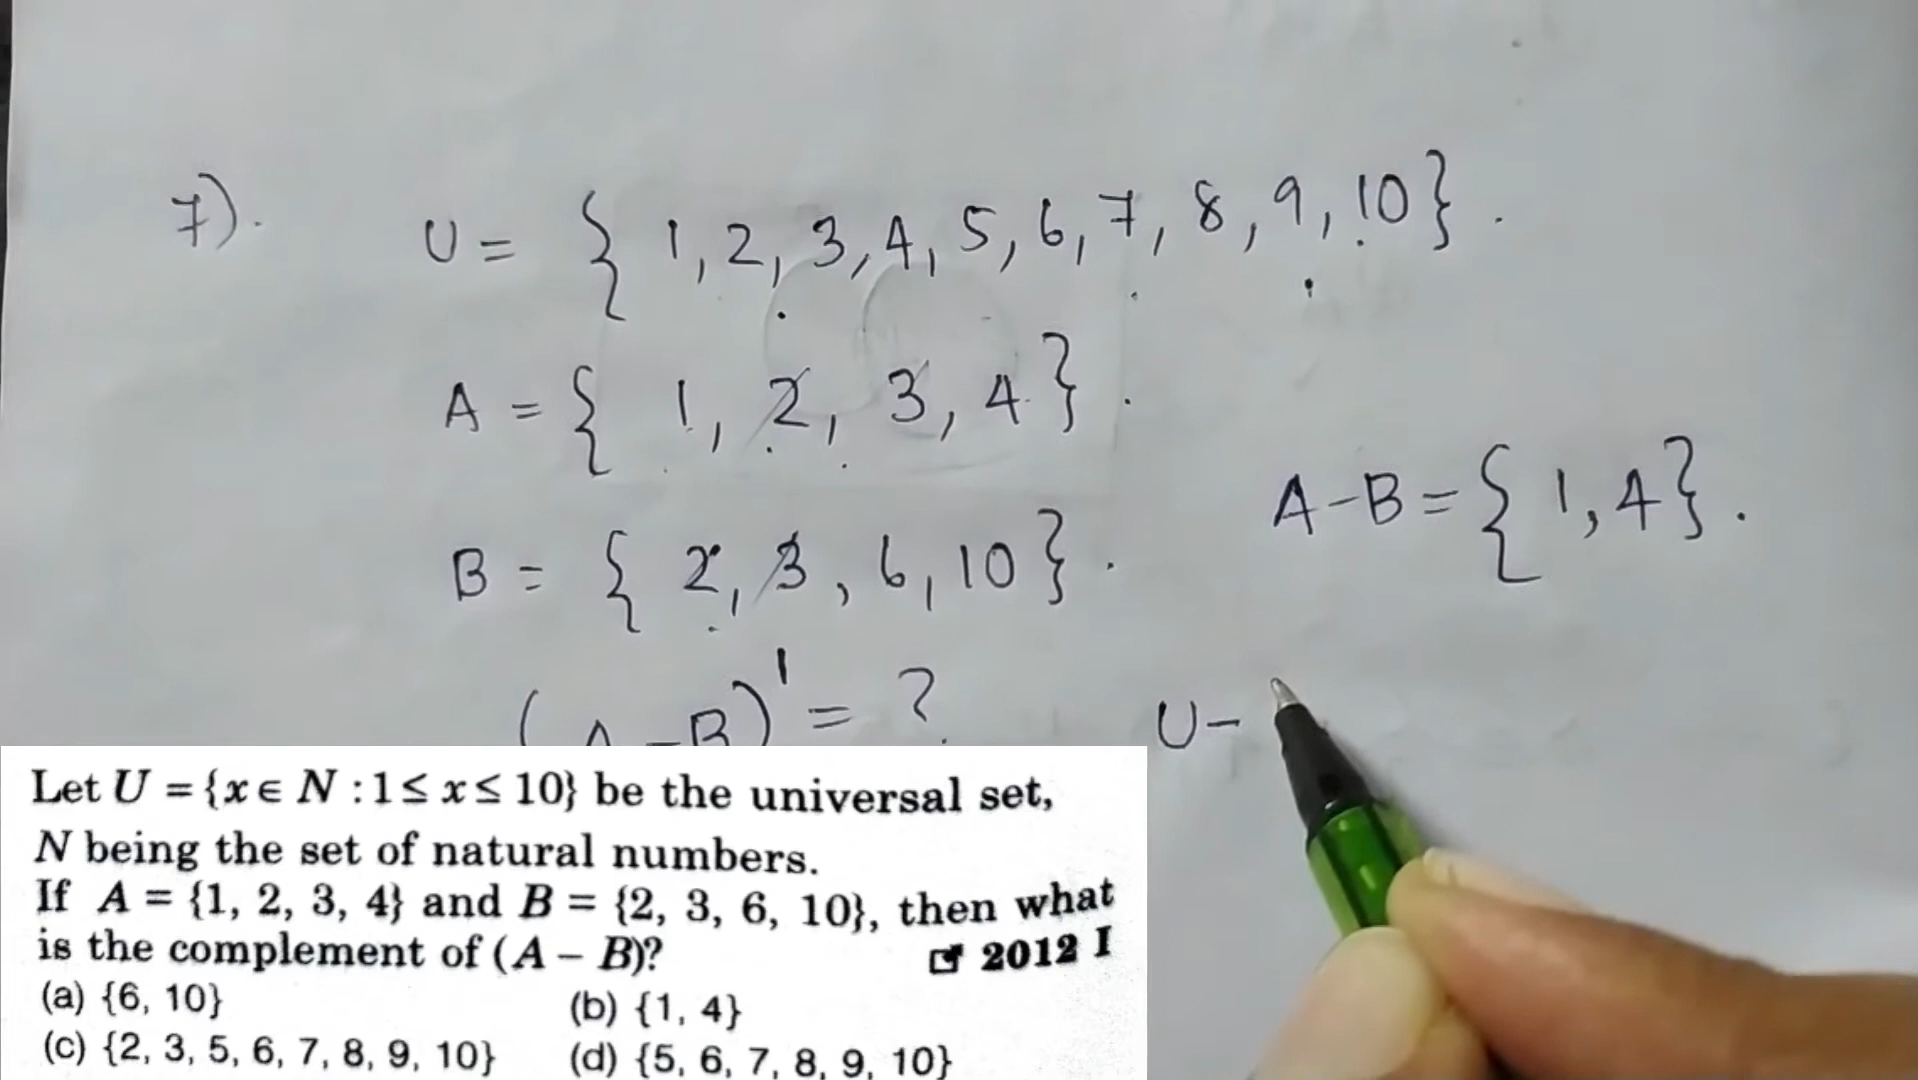 7).
U = { 1, 2, 3, 4, 5, 6, 7, 8, 9, 10 } .
A = { 1, 2, 3, 4 } .
B = { 2, 3, 6, 10 } .
A-B = { 1, 4 } .
(A-B)' = ?
U-
Let U = {x ∈ N : 1 ≤ x ≤ 10} be the universal set,
N being the set of natural numbers.
If A = {1, 2, 3, 4} and B = {2, 3, 6, 10}, then what
is the complement of (A – B)? 2012 I
(a) {6, 10} (b) {1, 4}
(c) {2, 3, 5, 6, 7, 8, 9, 10} (d) {5, 6, 7, 8, 9, 10}